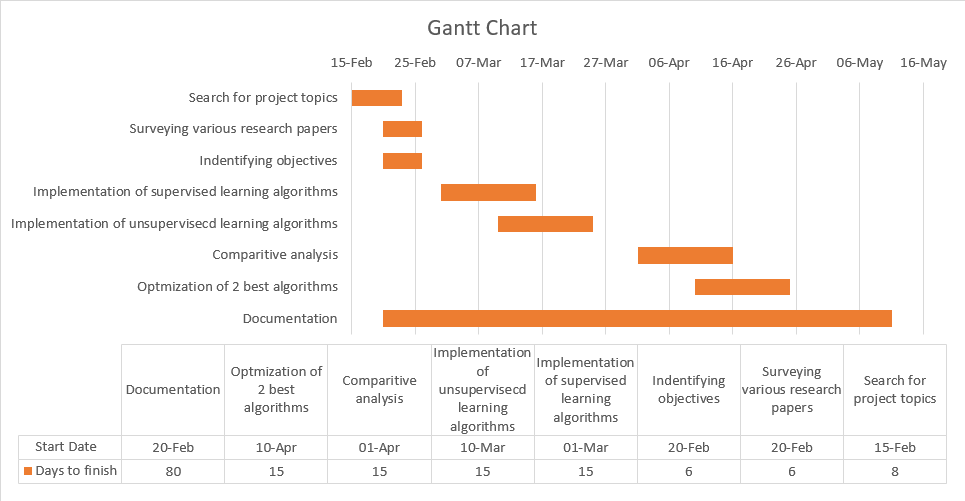 Gantt Chart
15-Feb 25-Feb 07-Mar 17-Mar 27-Mar 06-Apr 16-Apr 26-Apr 06-May 16-May
Search for project topics
Surveying various research papers
Indentifying objectives
Implementation of supervised learning algorithms
Implementation of unsupervisecd learning algorithms
Comparitive analysis
Optmization of 2 best algorithms
Documentation
Documentation
Optmization of
2 best
algorithms
Comparitive
analysis
Implementation
of
unsupervisecd
learning
algorithms
Implementation
of supervised
learning
algorithms
Indentifying
objectives
Surveying
various research
papers
Search for
project topics
Start Date 20-Feb 10-Apr 01-Apr 10-Mar 01-Mar 20-Feb 20-Feb 15-Feb
Days to finish 80 15 15 15 15 6 6 8